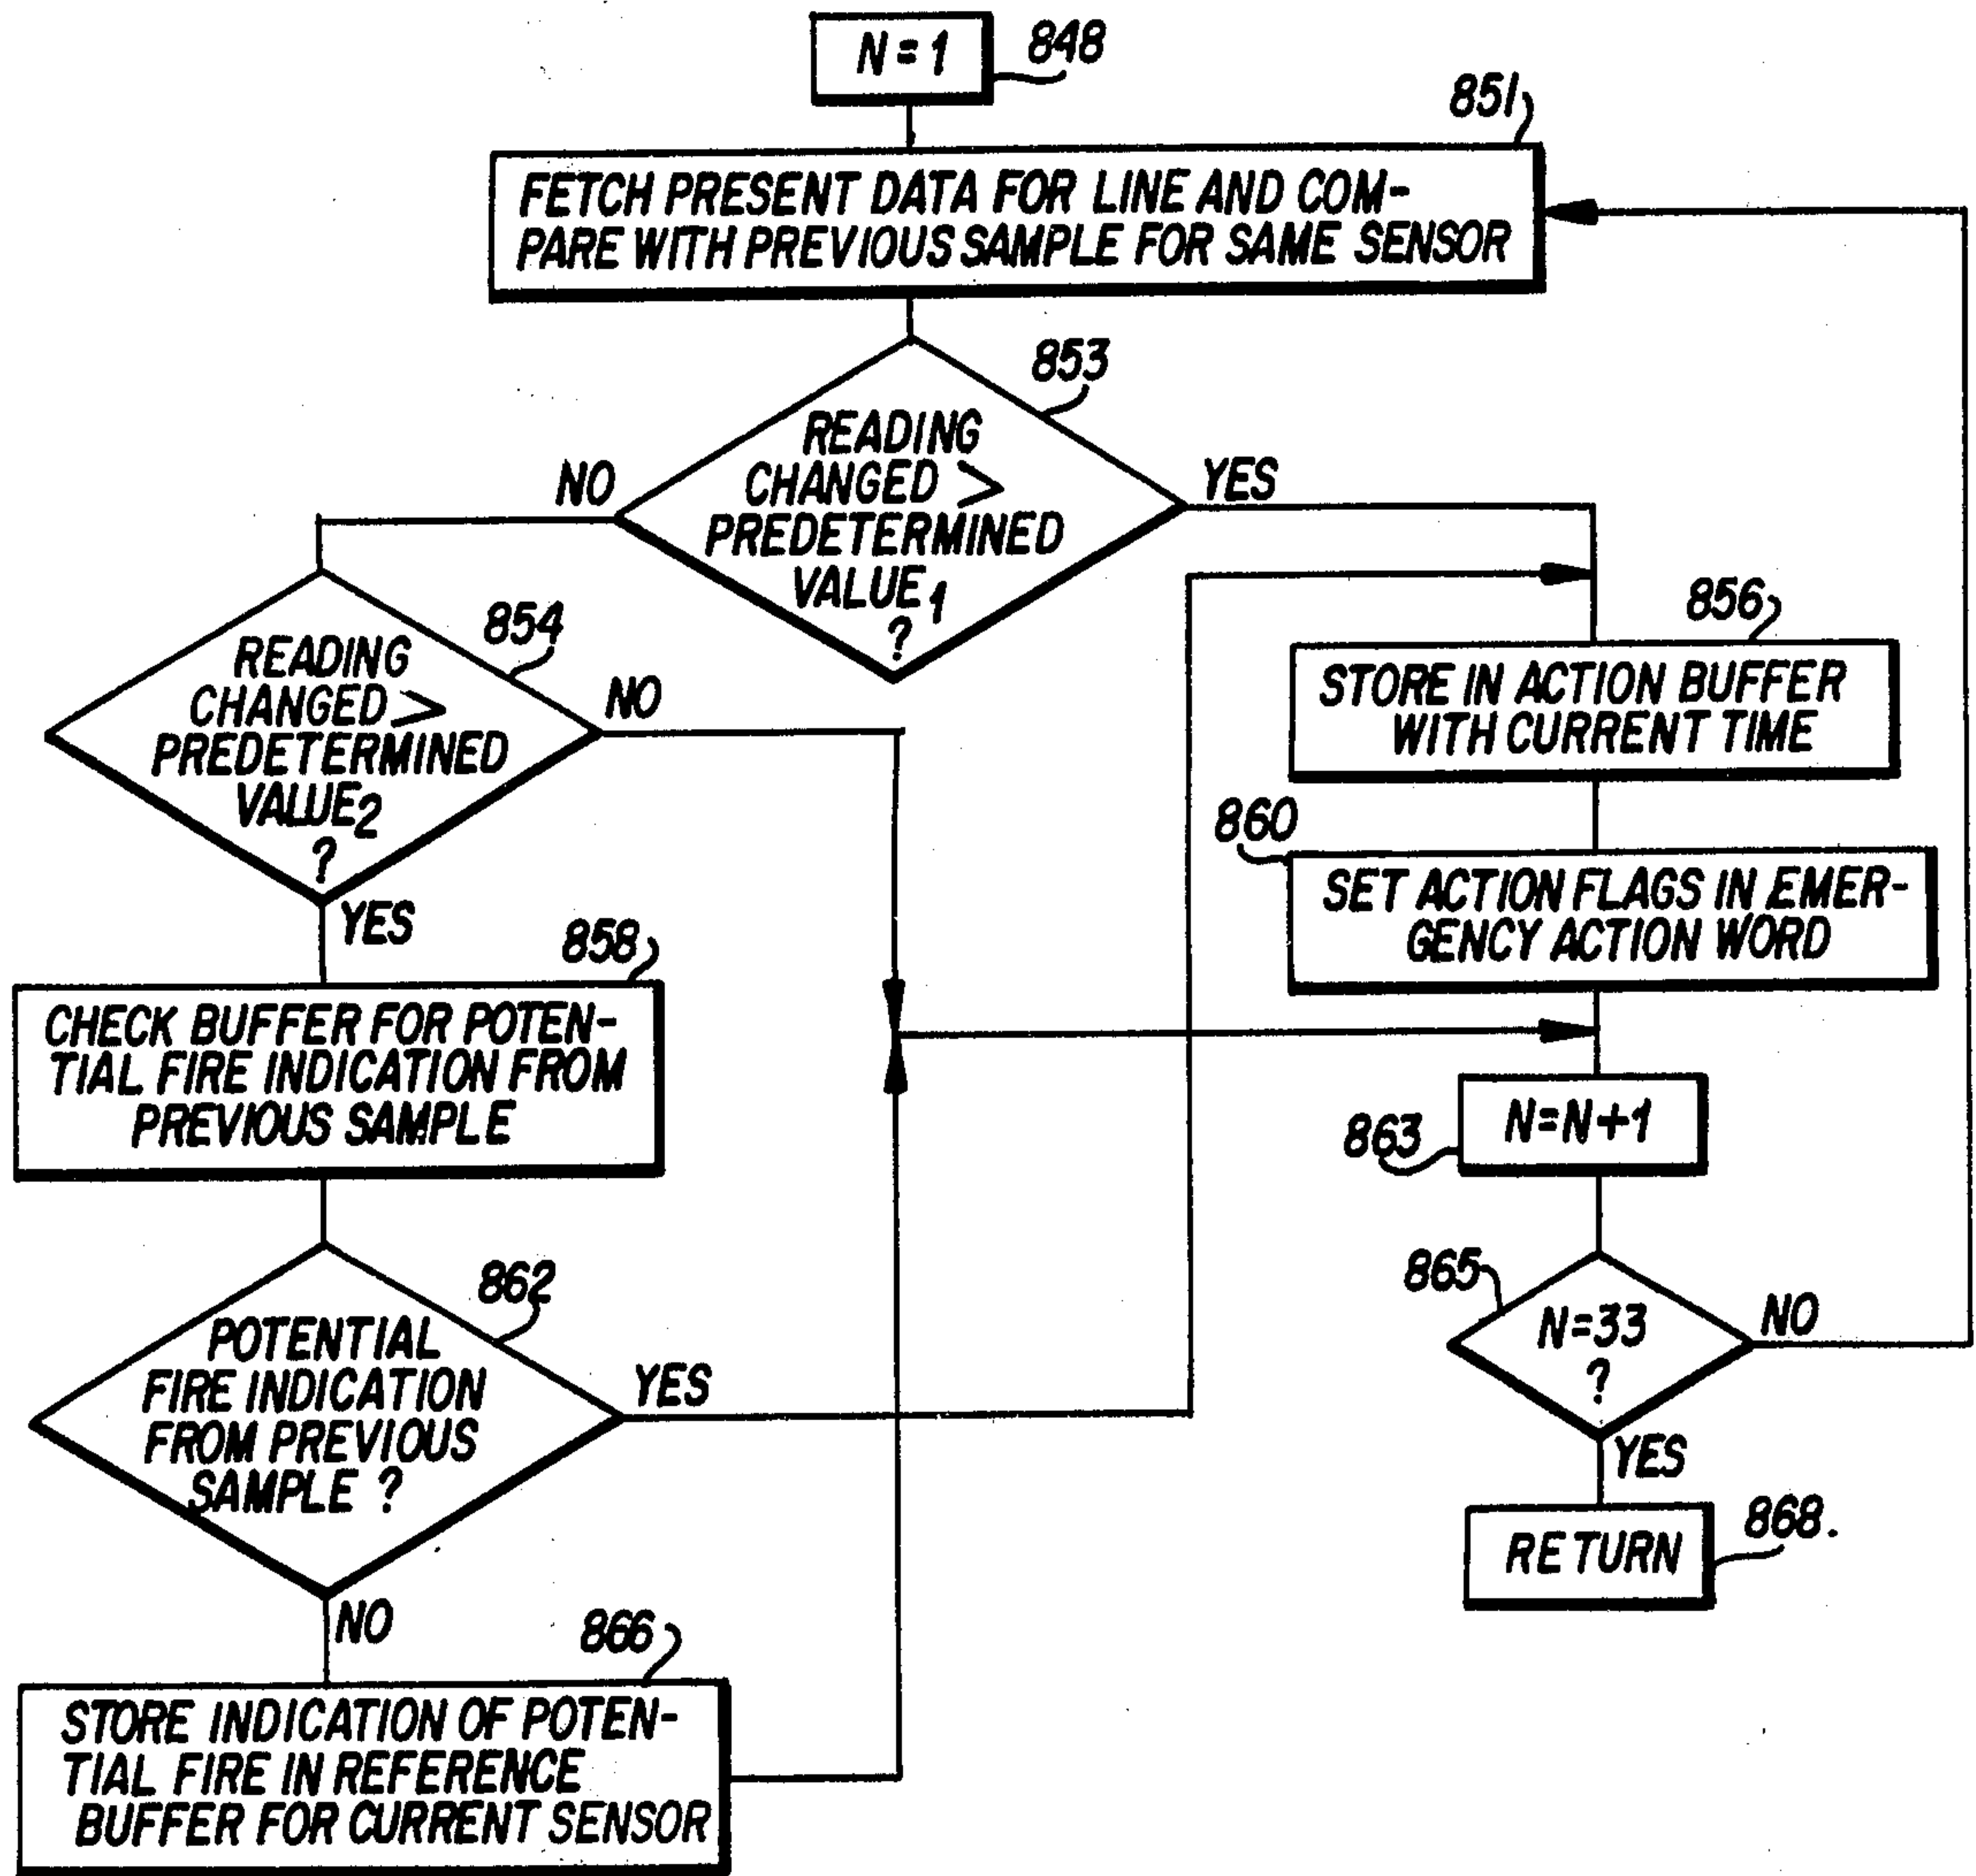 N=1
848
851
FETCH PRESENT DATA FOR LINE AND COM-
PARE WITH PREVIOUS SAMPLE FOR SAME SENSOR
853
READING
CHANGED >
PREDETERMINED
VALUE1
?
NO
YES
854
READING
CHANGED >
PREDETERMINED
VALUE2
?
NO
YES
856
STORE IN ACTION BUFFER
WITH CURRENT TIME
860
SET ACTION FLAGS IN EMER-
GENCY ACTION WORD
858
CHECK BUFFER FOR POTEN-
TIAL FIRE INDICATION FROM
PREVIOUS SAMPLE
863
N=N+1
862
POTENTIAL
FIRE INDICATION
FROM PREVIOUS
SAMPLE ?
YES
NO
865
N=33
?
NO
YES
RETURN
868.
866
STORE INDICATION OF POTEN-
TIAL FIRE IN REFERENCE
BUFFER FOR CURRENT SENSOR